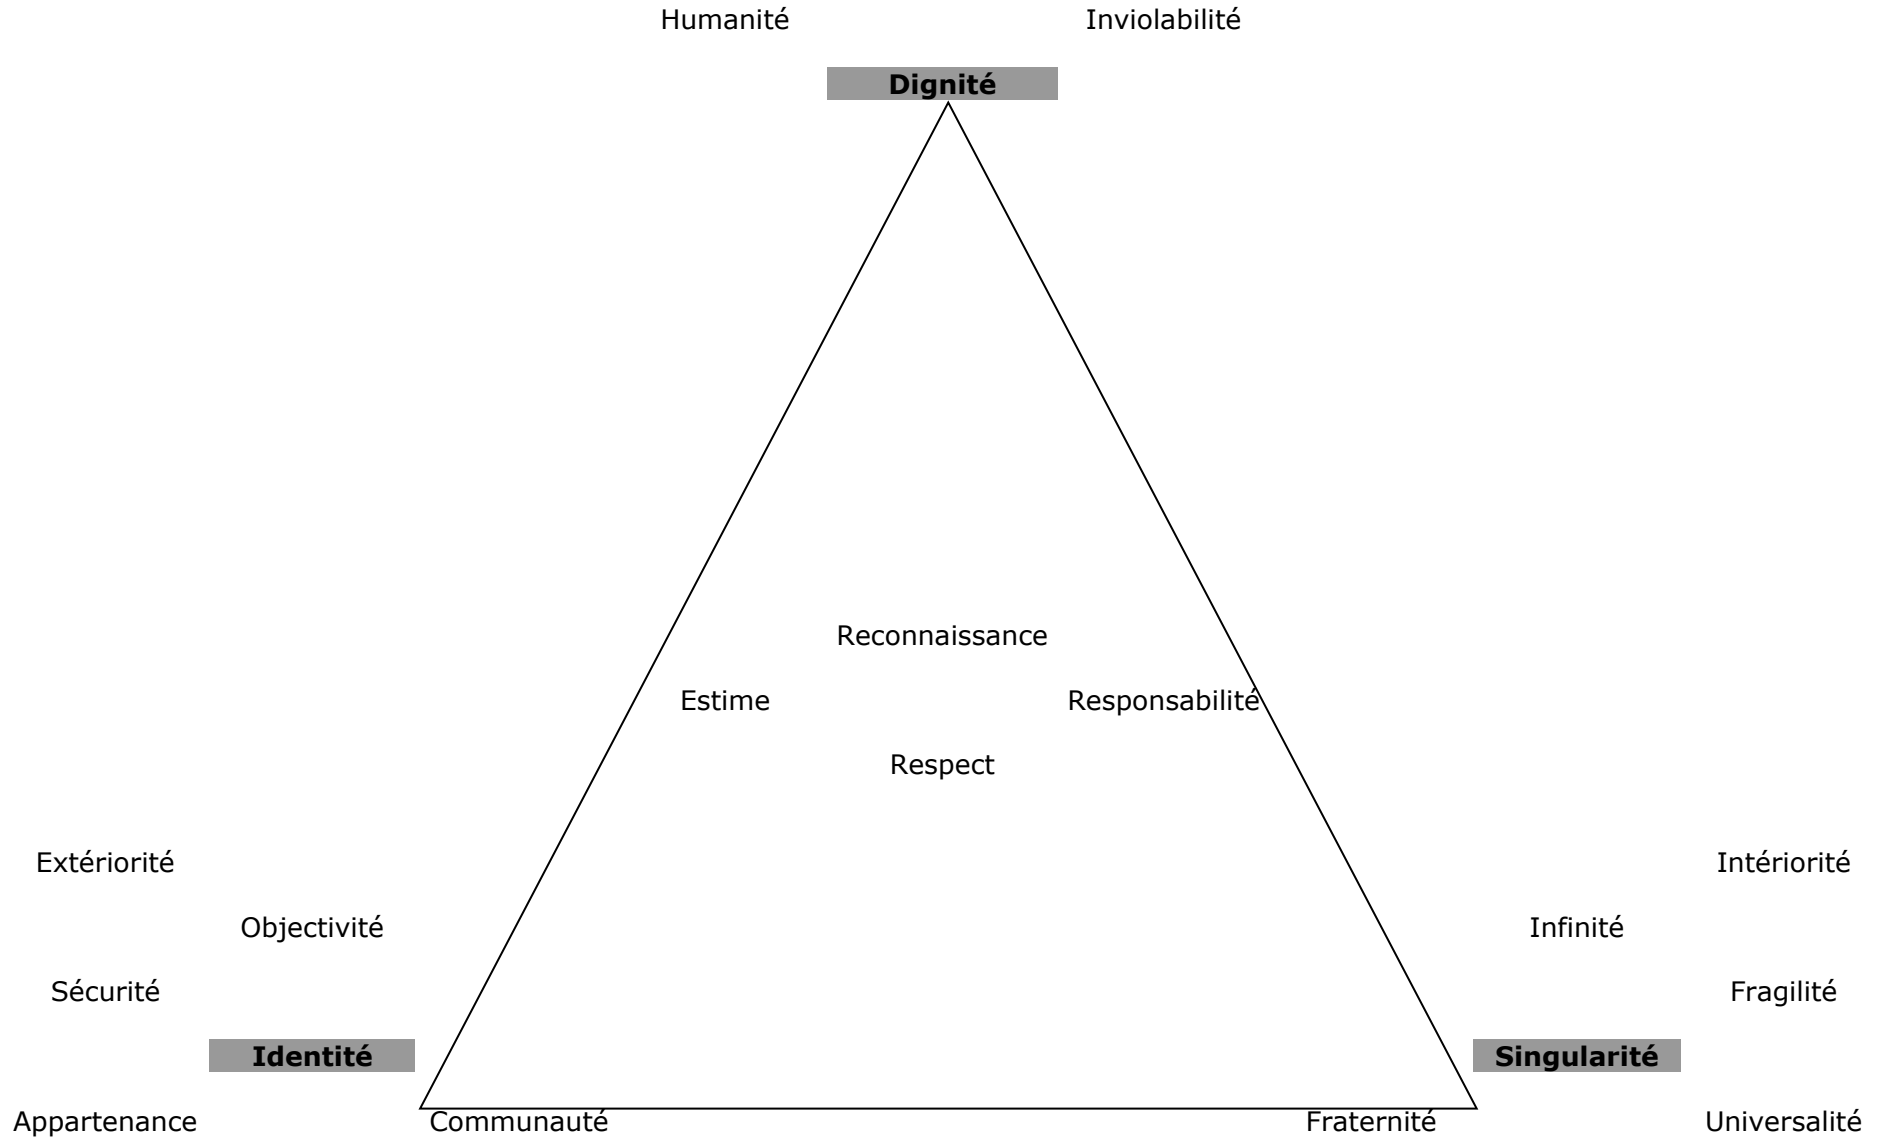 Humanité Inviolabilité
Dignité
Reconnaissance
Estime Responsabilité
Respect
Extériorité Intériorité
Objectivité Infinité
Sécurité Fragilité
Identité Singularité
Appartenance Communauté Fraternité Universalité